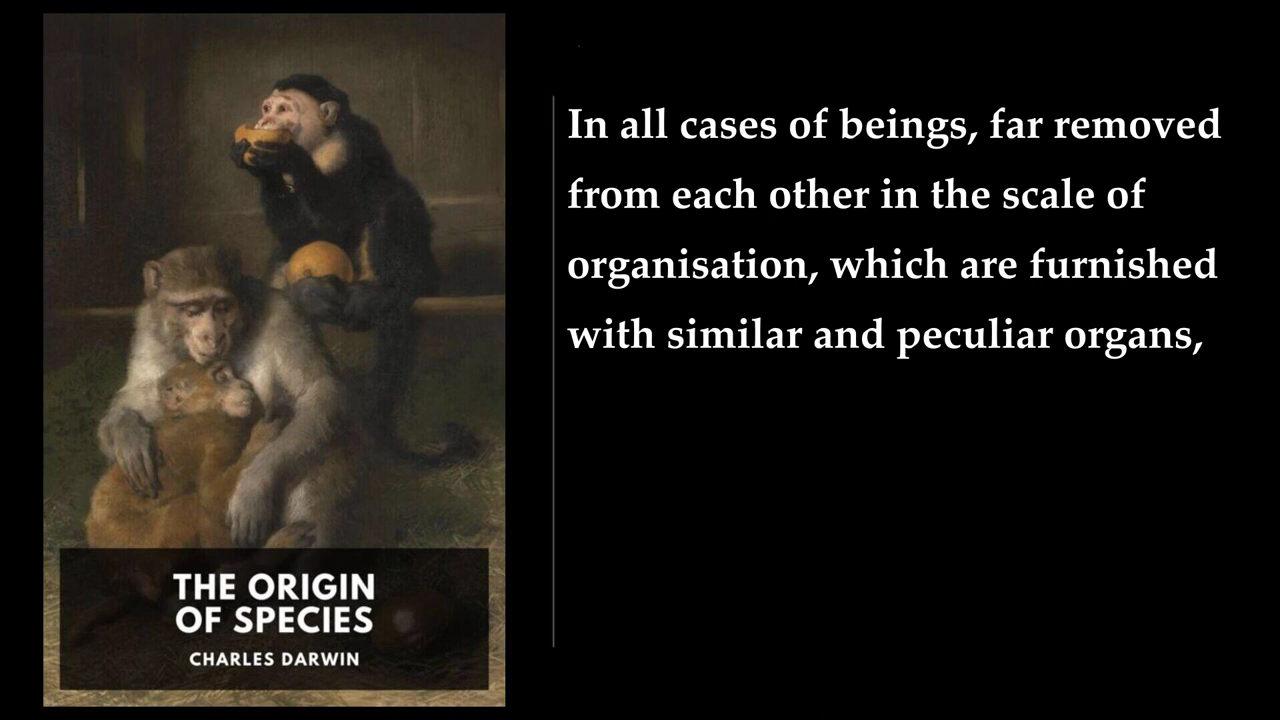 THE ORIGIN
OF SPECIES
CHARLES DARWIN
In all cases of beings, far removed
from each other in the scale of
organisation, which are furnished
with similar and peculiar organs,